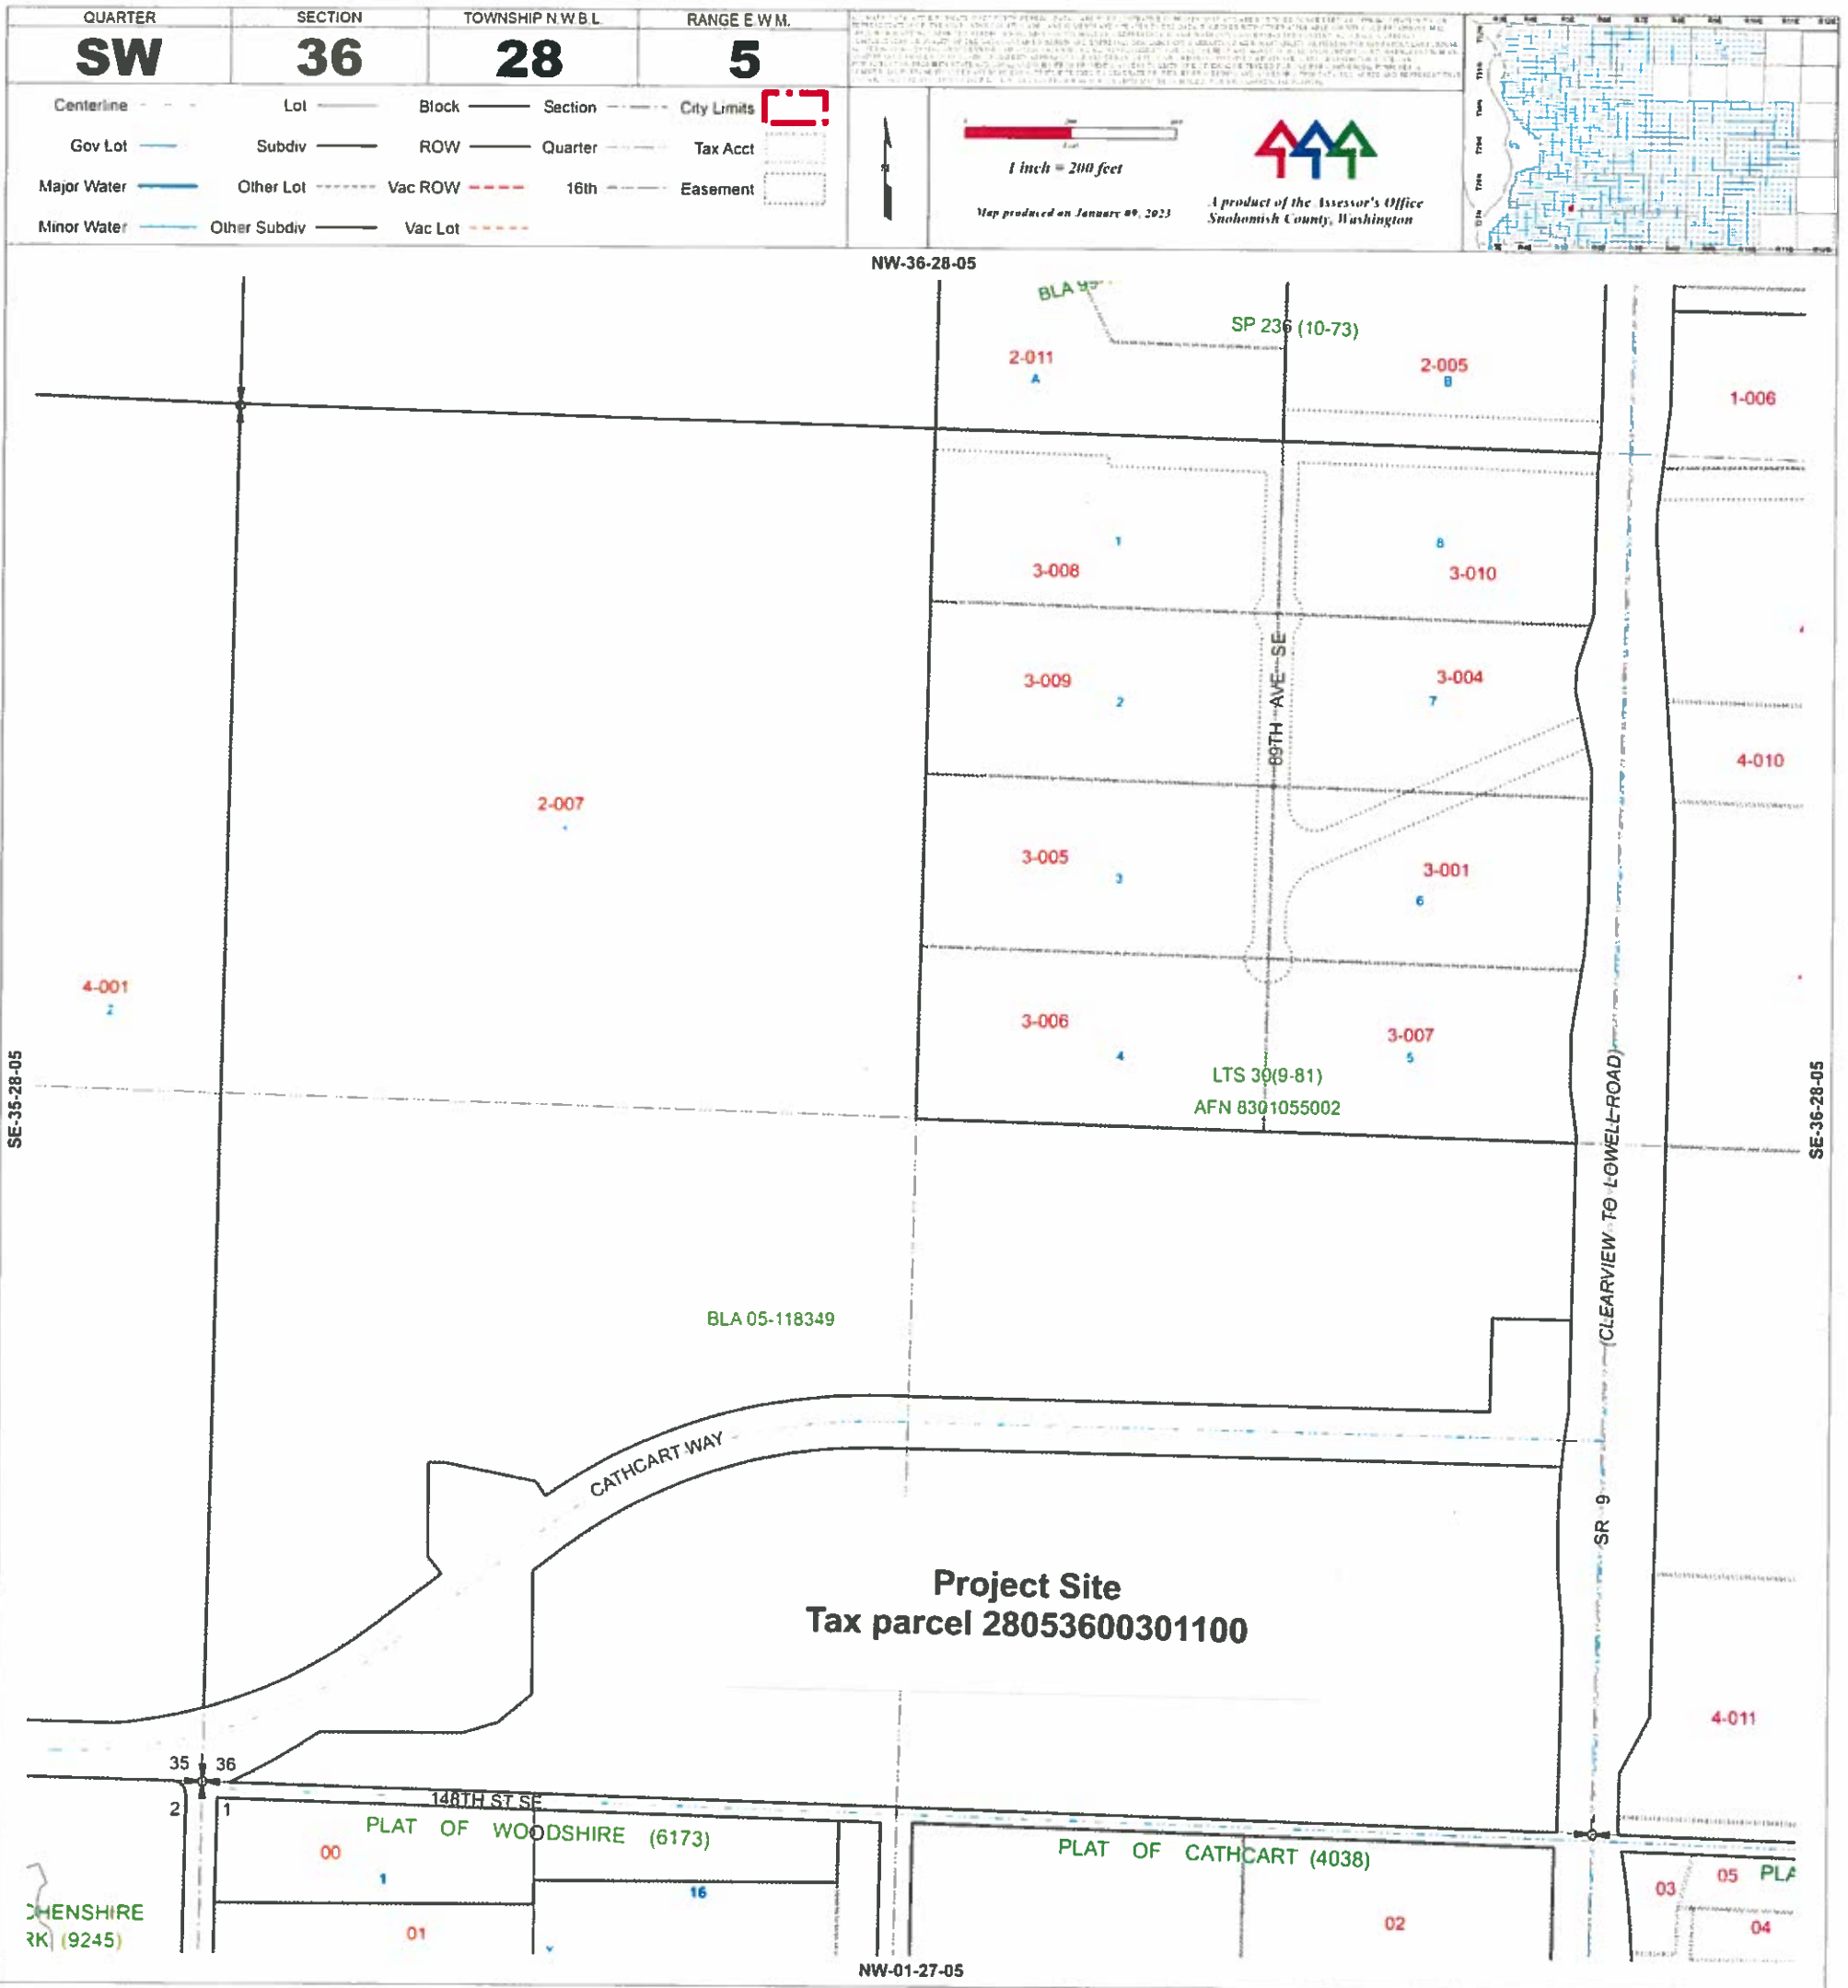 QUARTER SECTION TOWNSHIP N.W.B.L. RANGE E.W.M.
SW 36 28 5
Centerline Lot Block Section City Limits
Gov Lot Subdiv ROW Quarter Tax Acct
Major Water Other Lot Vac ROW 16th Easement
Minor Water Other Subdiv Vac Lot
1 inch = 200 feet
Map produced on January 09, 2023
A product of the Assessor's Office
Snohomish County, Washington
NW-36-28-05
SP 236 (10-73)
2-011
A
2-005
B
1-006
1
3-008
8
3-010
3-009
2
89TH AVE SE
3-004
7
4-010
2-007
3-005
3
3-001
6
4-001
2
3-006
4
3-007
5
LTS 30(9-81)
AFN 8301055002
SE-35-28-05
SE-36-28-05
(CLEARVIEW TO LOWELL ROAD)
SR 9
BLA 05-118349
CATHCART WAY
Project Site
Tax parcel 28053600301100
4-011
35 36
2 1
148TH ST SE
PLAT OF WOODSHIRE (6173)
PLAT OF CATHCART (4038)
00
1
16
01
02
03
05 PLA
04
HENSHIRE
RK (9245)
NW-01-27-05